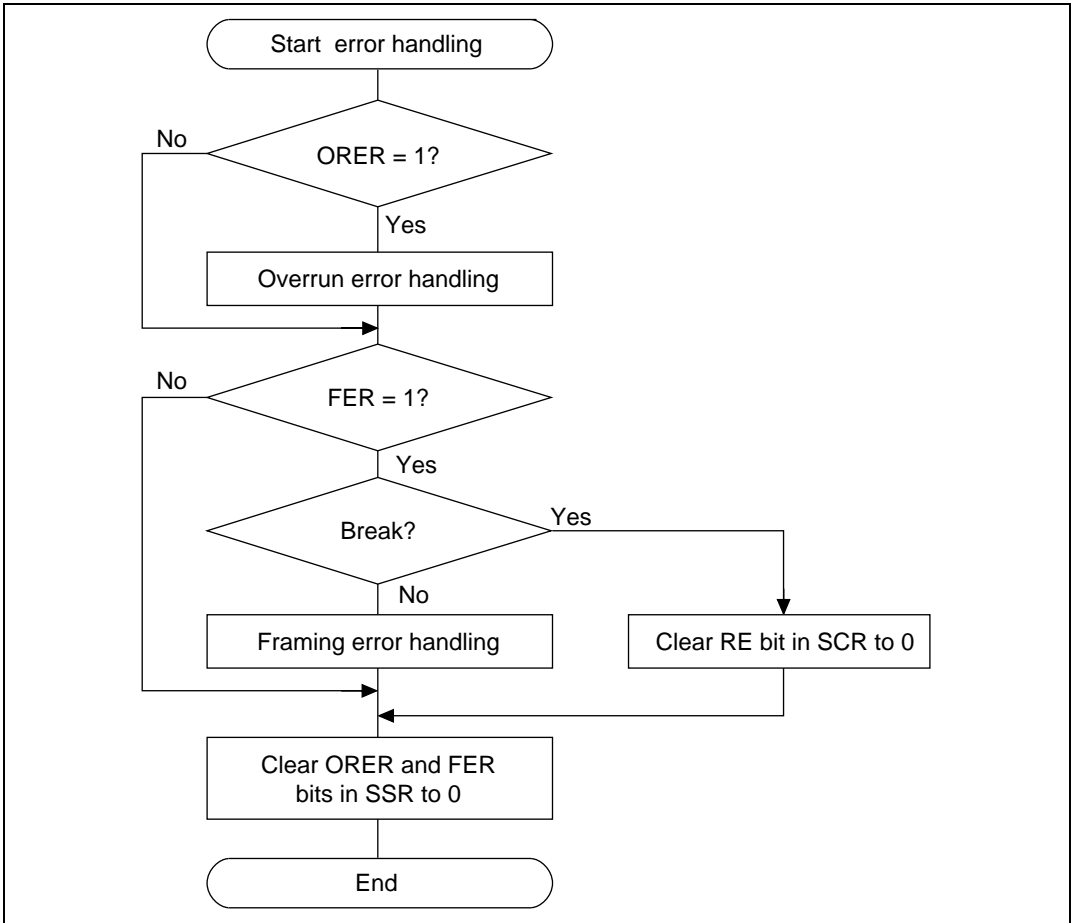 Start error handling
No
ORER = 1?
Yes
Overrun error handling
No
FER = 1?
Yes
Break?
Yes
No
Framing error handling
Clear RE bit in SCR to 0
Clear ORER and FER
bits in SSR to 0
End